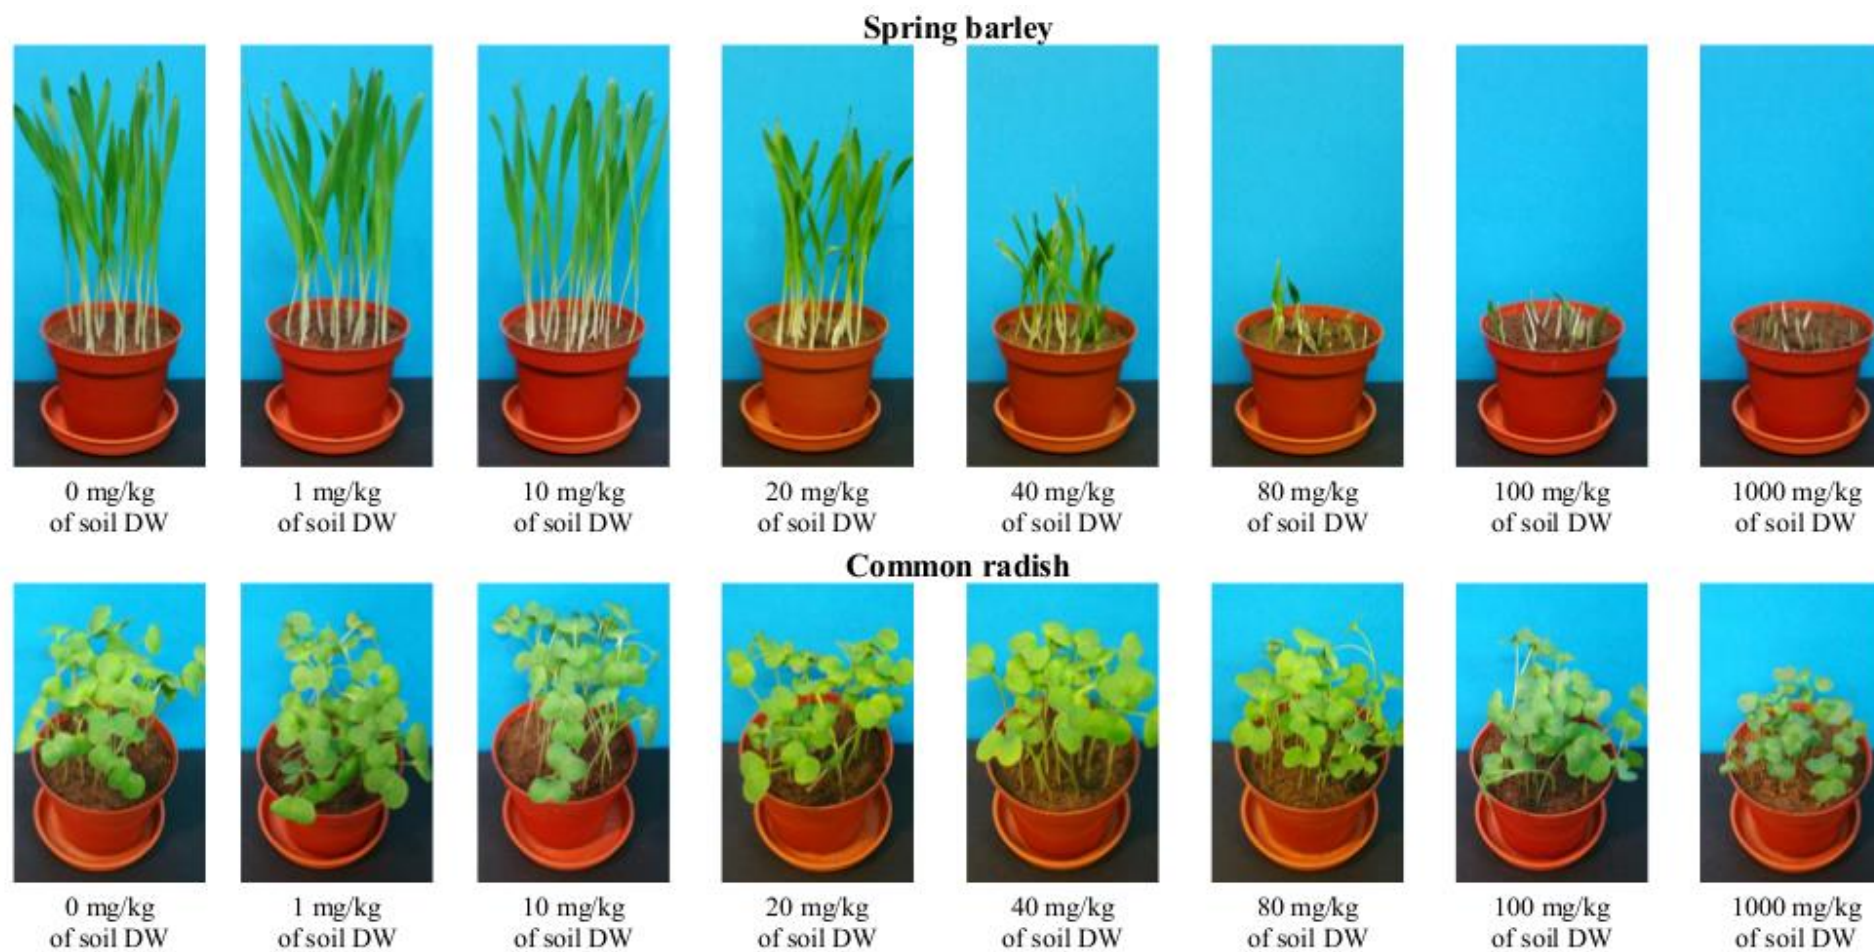 Spring barley
0 mg/kg
of soil DW
1 mg/kg
of soil DW
10 mg/kg
of soil DW
20 mg/kg
of soil DW
40 mg/kg
of soil DW
80 mg/kg
of soil DW
100 mg/kg
of soil DW
1000 mg/kg
of soil DW
Common radish
0 mg/kg
of soil DW
1 mg/kg
of soil DW
10 mg/kg
of soil DW
20 mg/kg
of soil DW
40 mg/kg
of soil DW
80 mg/kg
of soil DW
100 mg/kg
of soil DW
1000 mg/kg
of soil DW